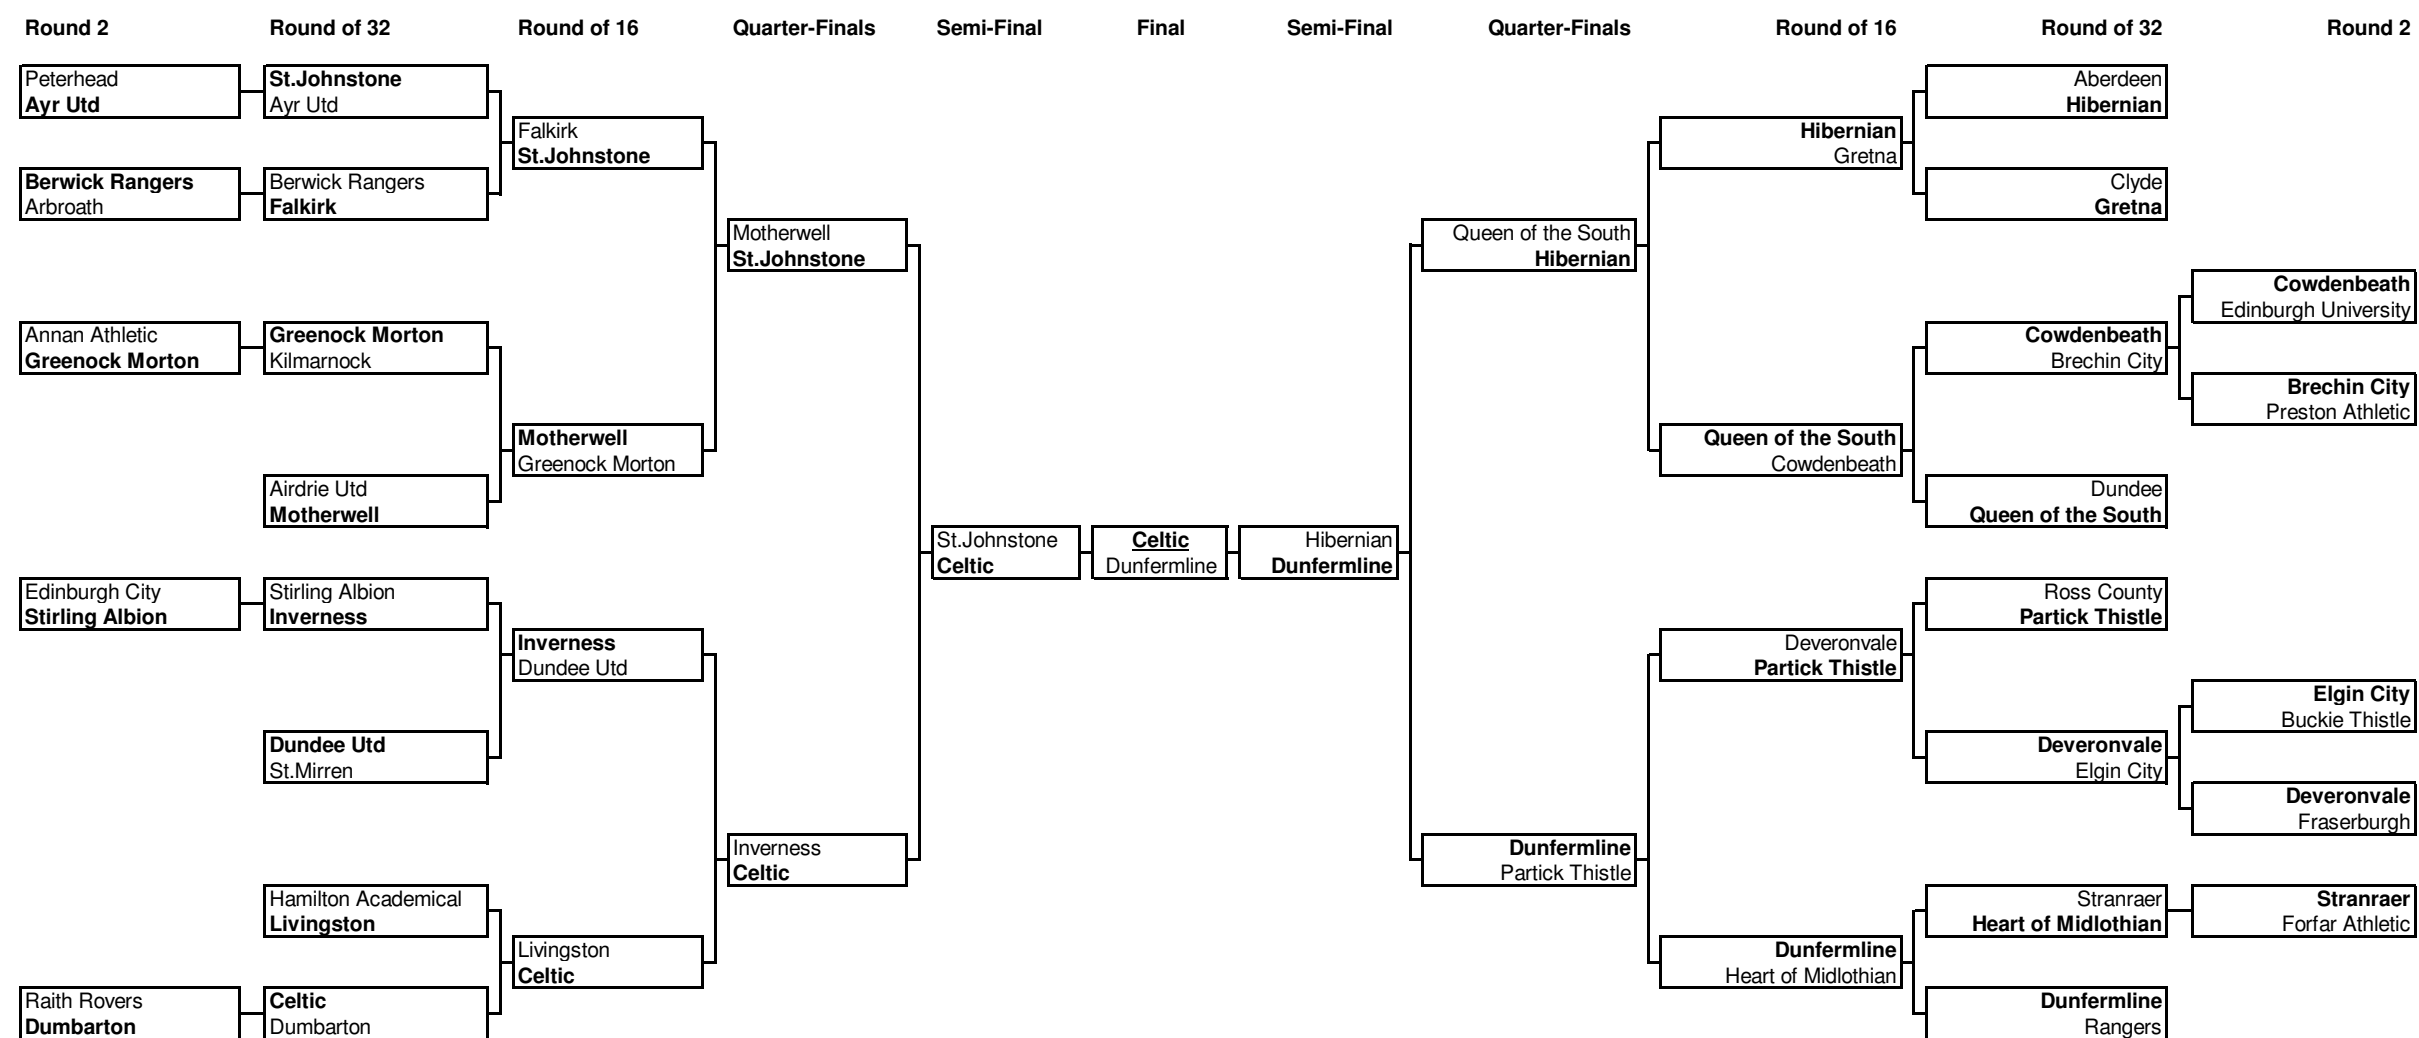 Round 2
Round of 32
Round of 16
Quarter-Finals
Semi-Final
Final
Semi-Final
Quarter-Finals
Round of 16
Round of 32
Round 2
Peterhead
Ayr Utd
Berwick Rangers
Arbroath
Annan Athletic
Greenock Morton
Edinburgh City
Stirling Albion
Raith Rovers
Dumbarton
St.Johnstone
Ayr Utd
Berwick Rangers
Falkirk
Greenock Morton
Kilmarnock
Airdrie Utd
Motherwell
Stirling Albion
Inverness
Dundee Utd
St.Mirren
Hamilton Academical
Livingston
Celtic
Dumbarton
Falkirk
St.Johnstone
Motherwell
Greenock Morton
Inverness
Dundee Utd
Livingston
Celtic
Motherwell
St.Johnstone
Inverness
Celtic
St.Johnstone
Celtic
Celtic
Dunfermline
Hibernian
Dunfermline
Queen of the South
Hibernian
Dunfermline
Partick Thistle
Hibernian
Gretna
Queen of the South
Cowdenbeath
Deveronvale
Partick Thistle
Dunfermline
Heart of Midlothian
Aberdeen
Hibernian
Clyde
Gretna
Cowdenbeath
Brechin City
Dundee
Queen of the South
Ross County
Partick Thistle
Deveronvale
Elgin City
Stranraer
Heart of Midlothian
Dunfermline
Rangers
Cowdenbeath
Edinburgh University
Brechin City
Preston Athletic
Elgin City
Buckie Thistle
Deveronvale
Fraserburgh
Stranraer
Forfar Athletic